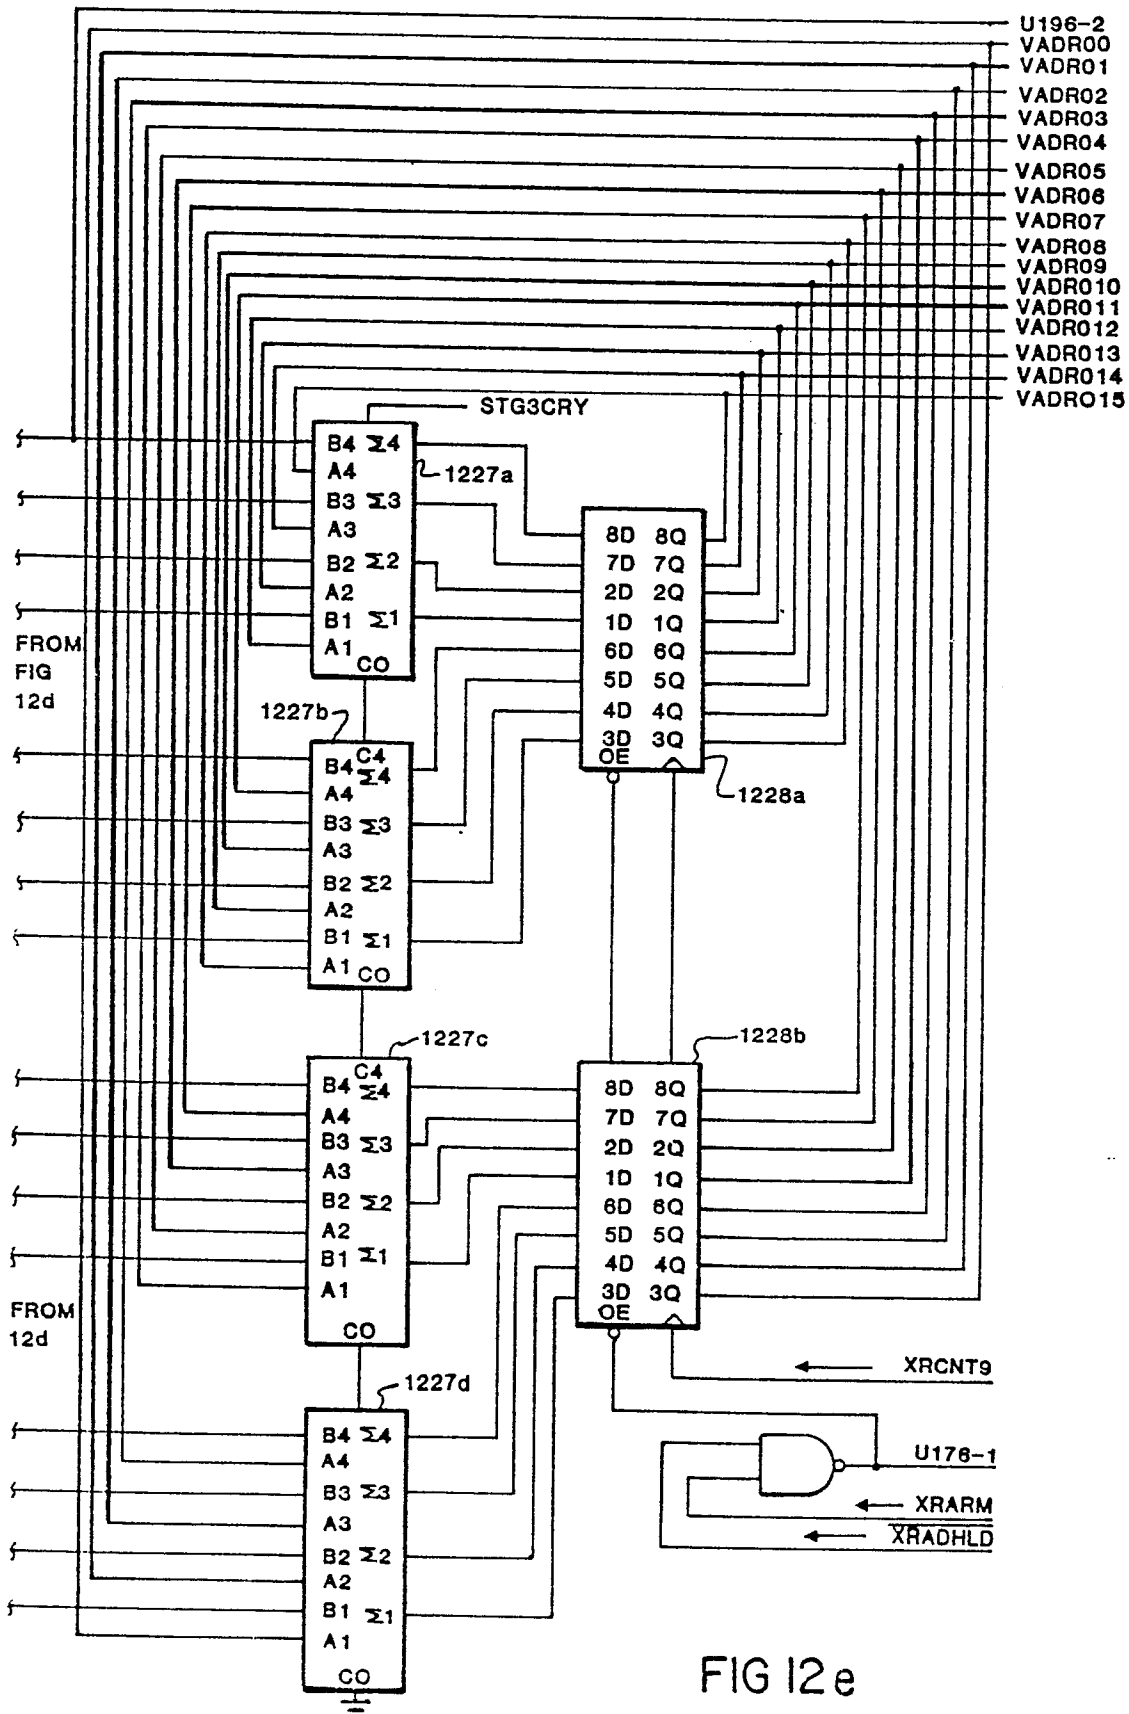 U196-2
VADR00
VADR01
VADR02
VADR03
VADR04
VADR05
VADR06
VADR07
VADR08
VADR09
VADR010
VADR011
VADR012
VADR013
VADR014
VADR015
STG3CRY
B4 Σ4
A4
1227a
B3 Σ3
A3
B2 Σ2
A2
B1 Σ1
A1
CO
8D 8Q
7D 7Q
2D 2Q
1D 1Q
6D 6Q
5D 5Q
4D 4Q
3D 3Q
OE
1228a
FROM
FIG
12d
1227b
C4
B4 Σ4
A4
B3 Σ3
A3
B2 Σ2
A2
B1 Σ1
A1
CO
1227c
C4
B4 Σ4
A4
B3 Σ3
A3
B2 Σ2
A2
B1 Σ1
A1
CO
1228b
8D 8Q
7D 7Q
2D 2Q
1D 1Q
6D 6Q
5D 5Q
4D 4Q
3D 3Q
OE
FROM
12d
1227d
B4 Σ4
A4
B3 Σ3
A3
B2 Σ2
A2
B1 Σ1
A1
CO
XRCNT9
U176-1
XRARM
XRADHLD
FIG 12e